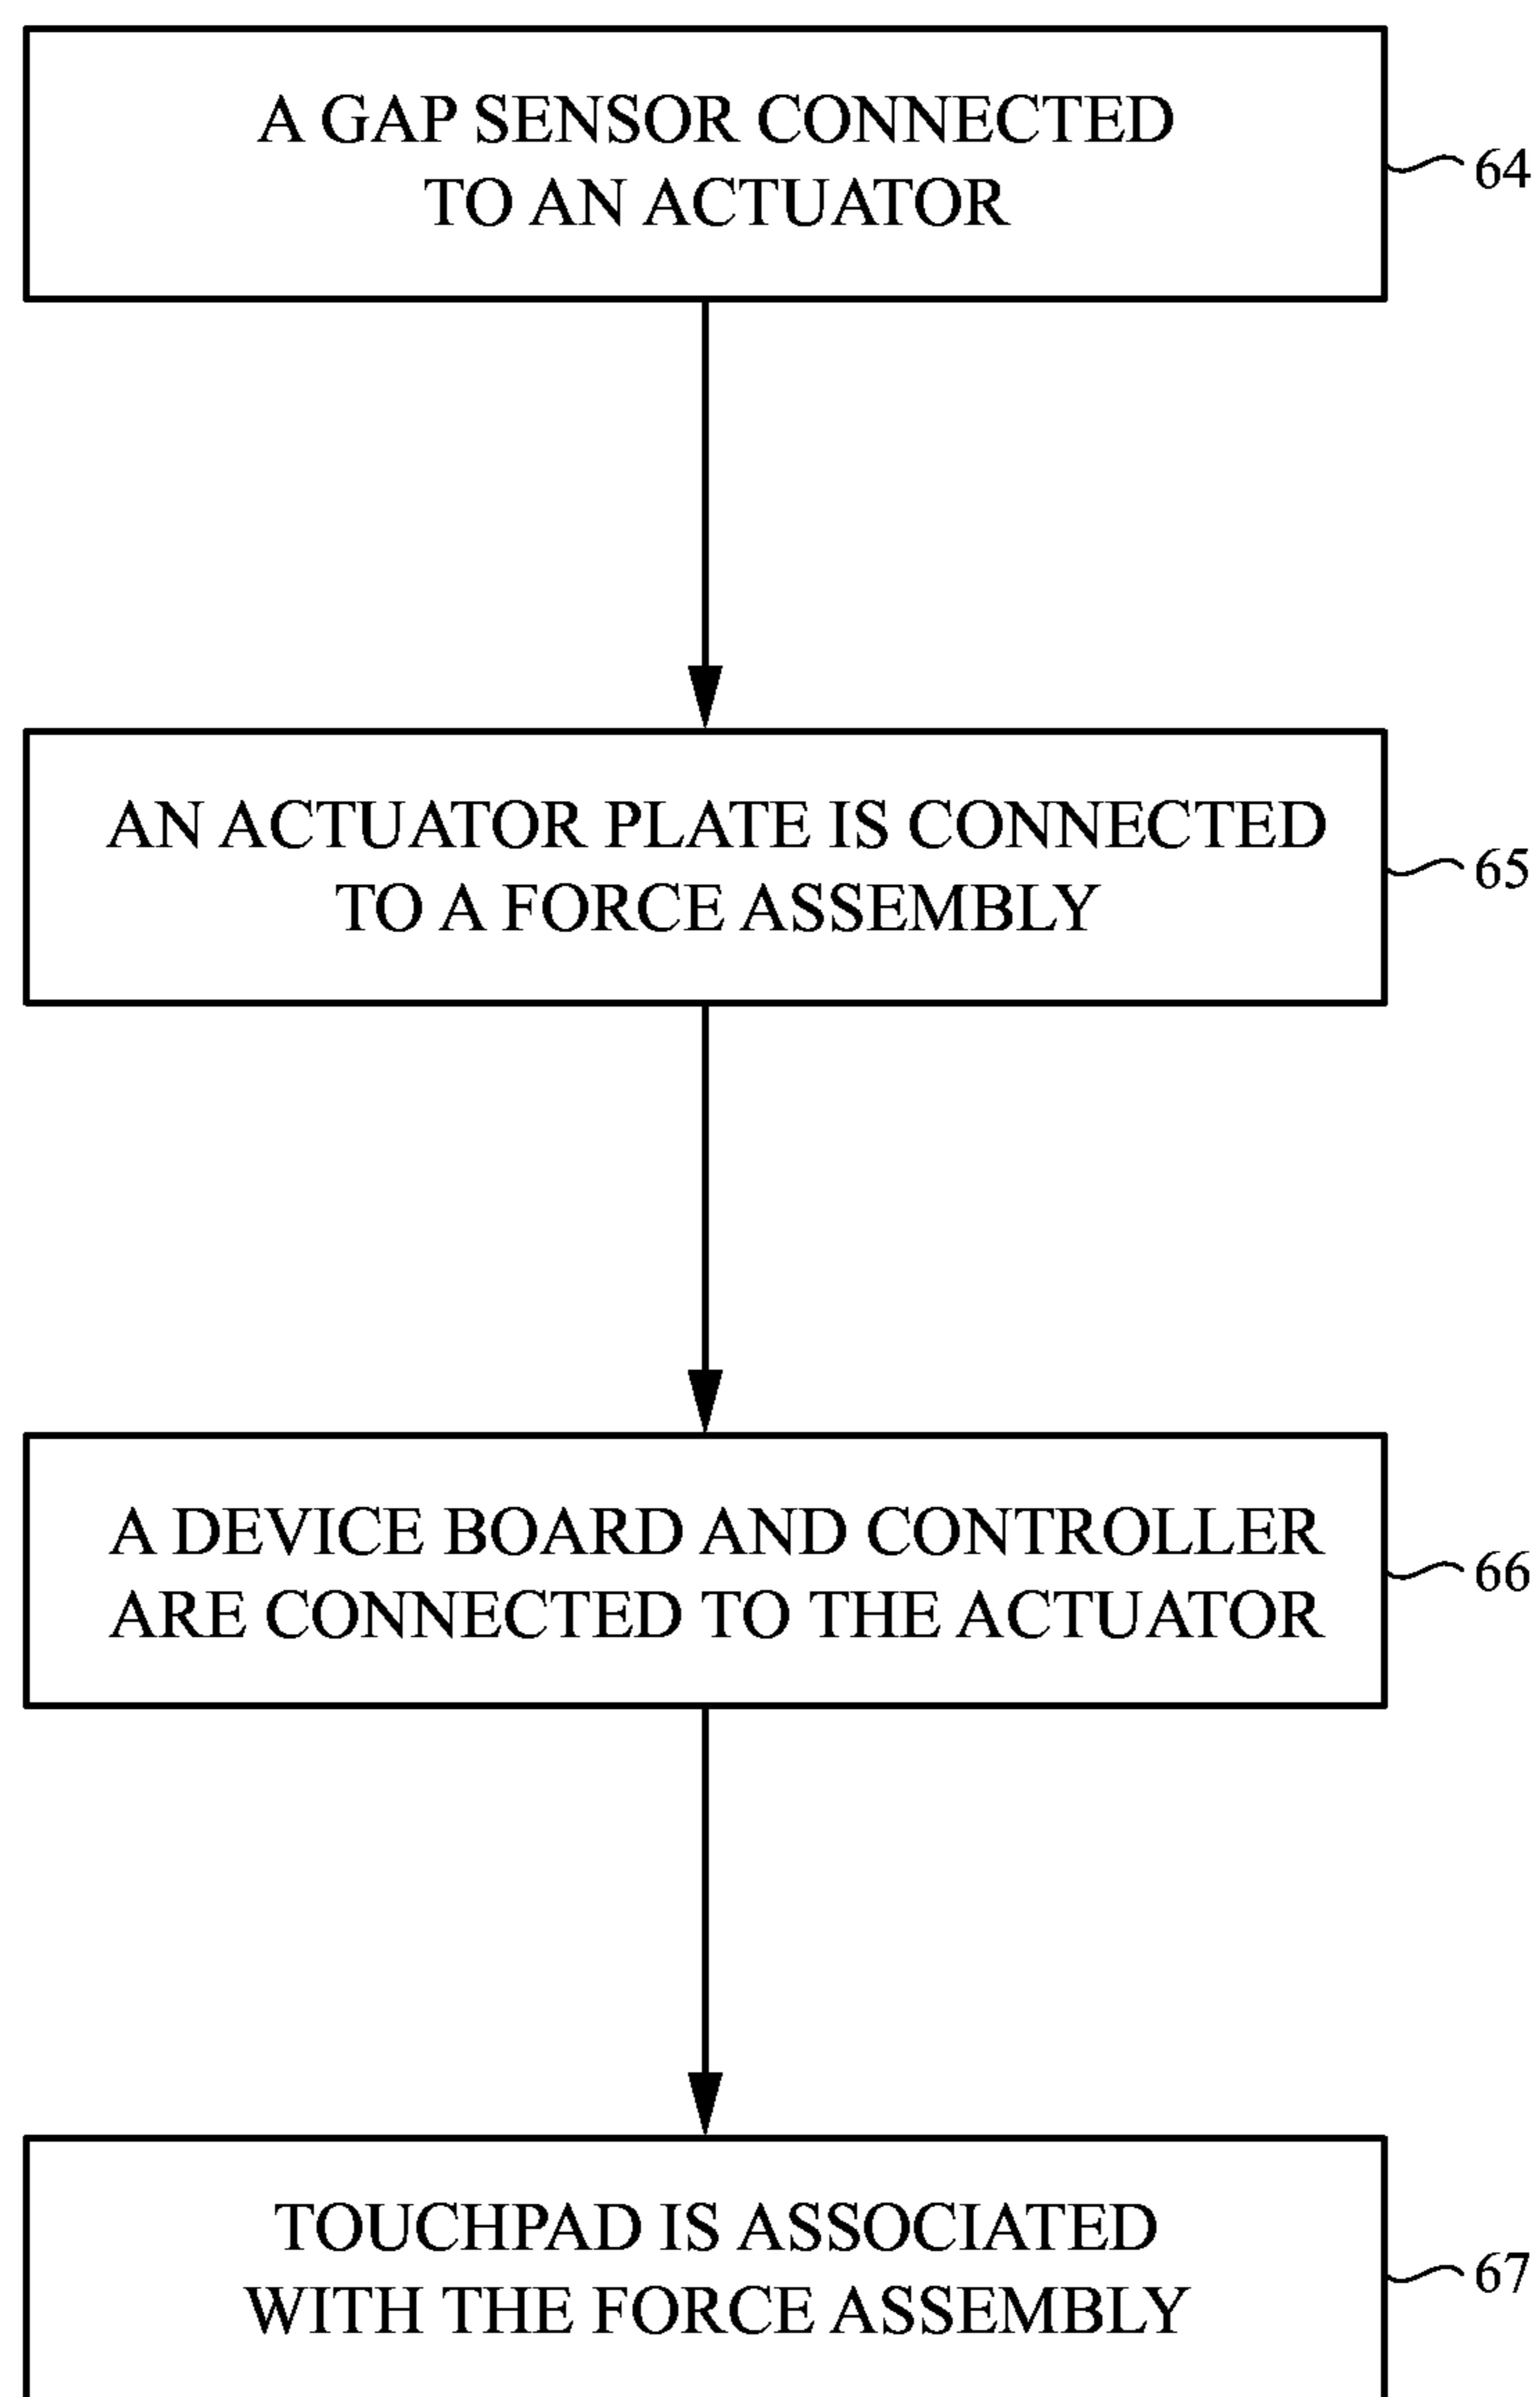 A GAP SENSOR CONNECTED
TO AN ACTUATOR
64
AN ACTUATOR PLATE IS CONNECTED
TO A FORCE ASSEMBLY
65
A DEVICE BOARD AND CONTROLLER
ARE CONNECTED TO THE ACTUATOR
66
TOUCHPAD IS ASSOCIATED
WITH THE FORCE ASSEMBLY
67